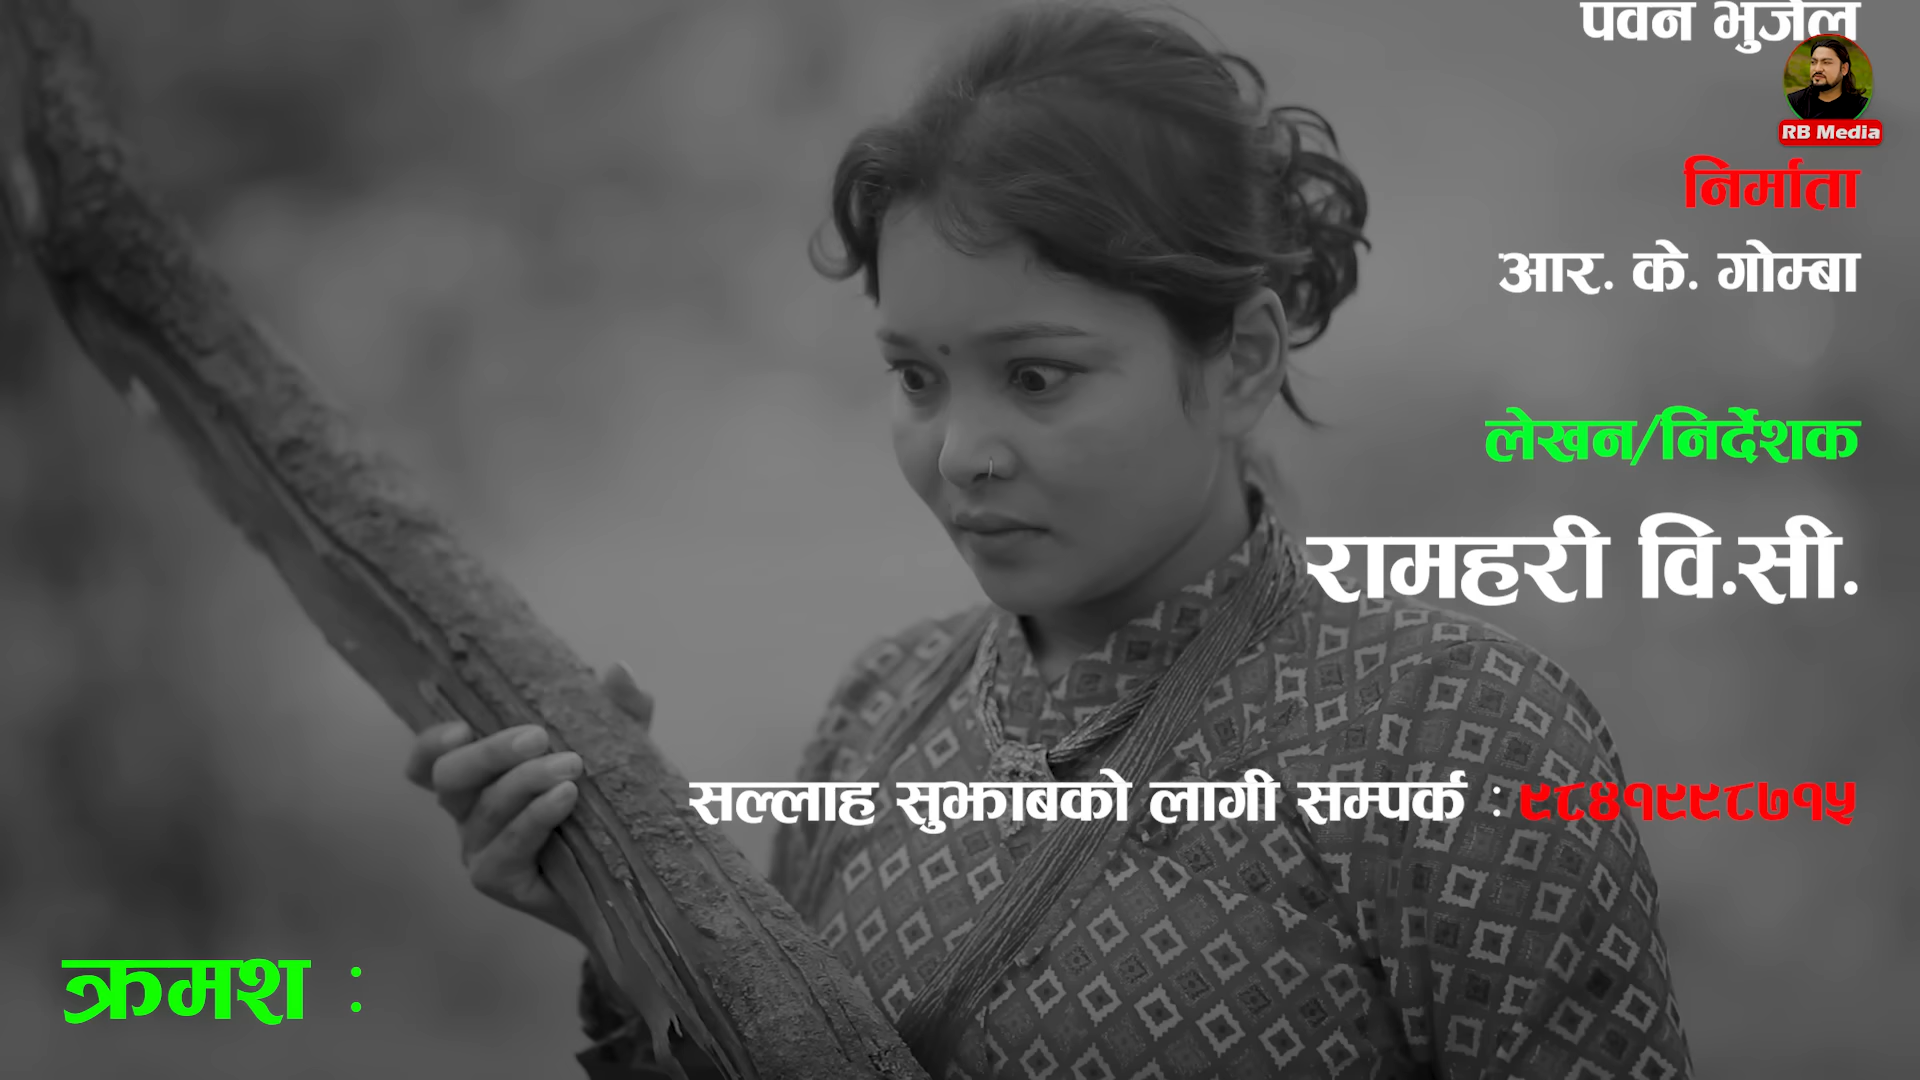 पवन भुजेल
RB Media
निर्माता
आर. के. गोम्बा
लेखन/निर्देशक
रामहरी वि.सी.
सल्लाह सुझाबको लागी सम्पर्क : ९८४१९९८७१५
क्रमश :